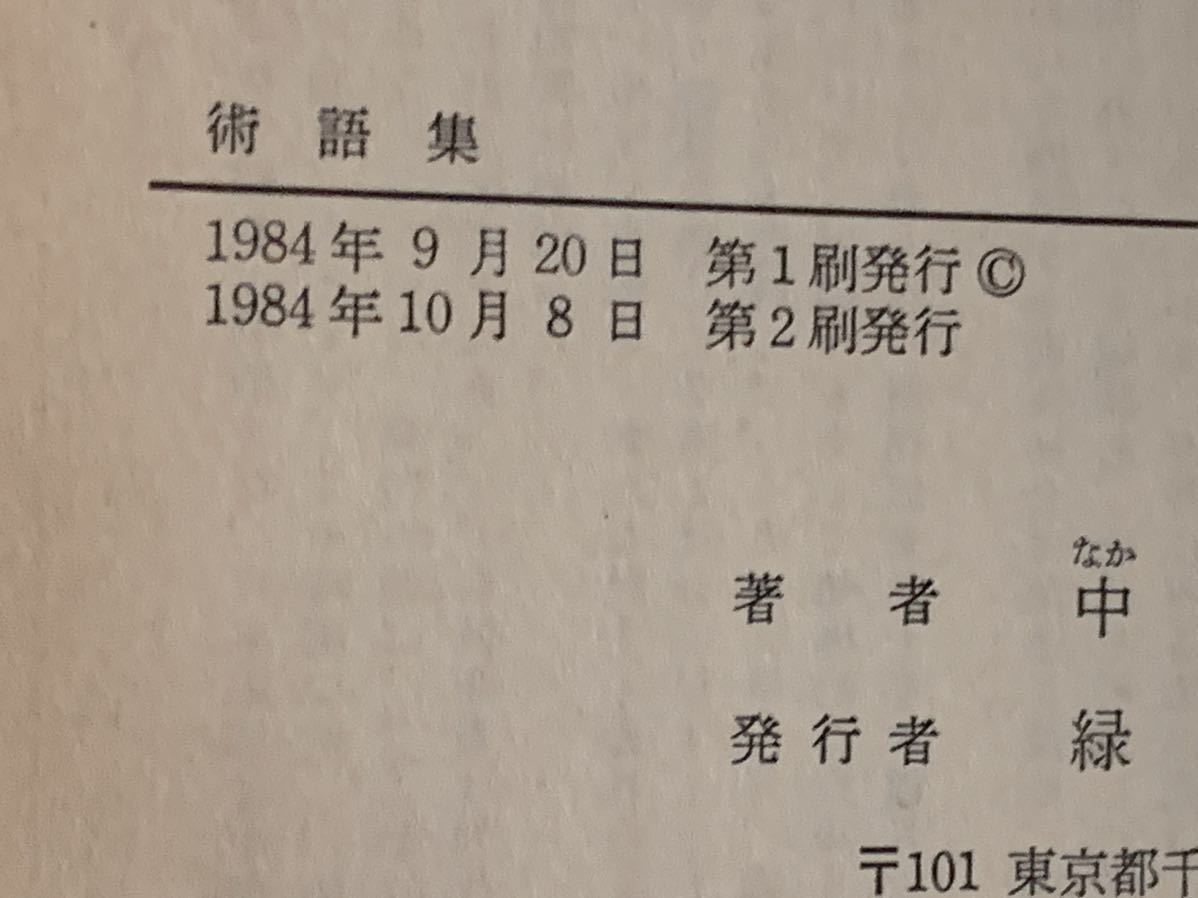 術語集
1984年9月20日 第1刷発行©
1984年10月8日 第2刷発行
なか
著者 中
発行者 緑
〒101 東京都千